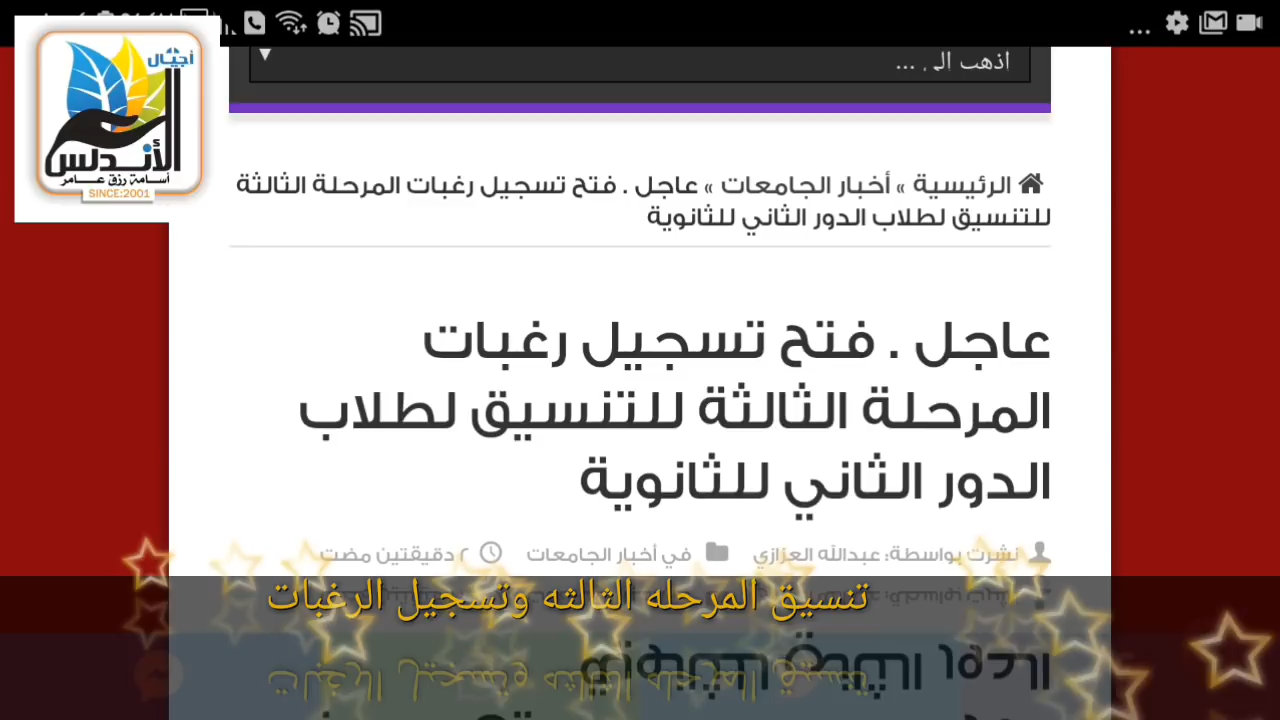 أجيال
الأندلس
أسامة رزق عامر
SINCE:2001
اذهب الى ...
الرئيسية » أخبار الجامعات » عاجل . فتح تسجيل رغبات المرحلة الثالثة
للتنسيق لطلاب الدور الثاني للثانوية
عاجل . فتح تسجيل رغبات
المرحلة الثالثة للتنسيق لطلاب
الدور الثاني للثانوية
نشرت بواسطة: عبدالله العزازي في أخبار الجامعات ٢ دقيقتين مضت
تنسيق المرحله الثالثه وتسجيل الرغبات